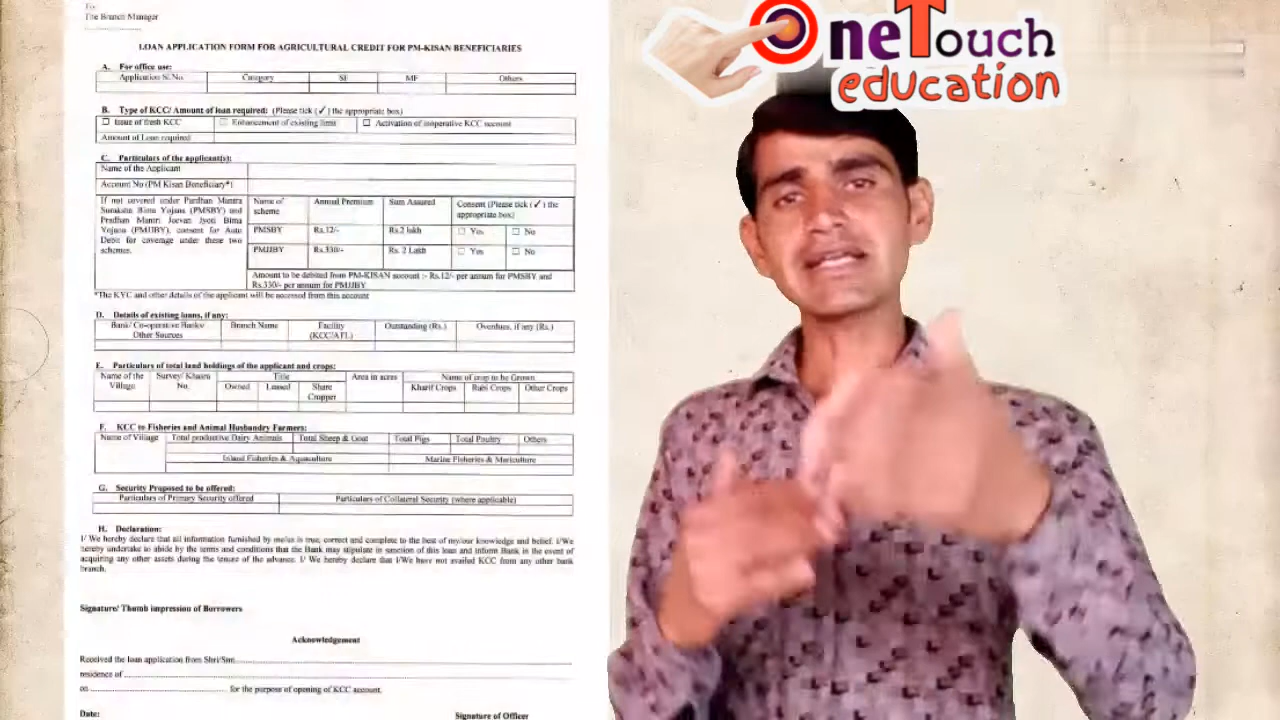 To
The Branch Manager
LOAN APPLICATION FORM FOR AGRICULTURAL CREDIT FOR PM-KISAN BENEFICIARIES
A. For office use:
Application Sl.No. Category SF MF Others
B. Type of KCC/ Amount of loan required: (Please tick (✓) the appropriate box)
☐ Issue of fresh KCC ☐ Enhancement of existing limit ☐ Activation of inoperative KCC account
Amount of Loan required
C. Particulars of the applicant(s):
Name of the Applicant
Account No (PM Kisan Beneficiary*)
If not covered under Pardhan Mantra Suraksha Bima Yojana (PMSBY) and Pradhan Mantri Jeevan Jyoti Bima Yojana (PMJJBY), consent for Auto Debit for coverage under these two schemes.
Name of scheme Annual Premium Sum Assured Consent (Please tick (✓) the appropriate box)
PMSBY Rs.12/- Rs.2 lakh ☐ Yes ☐ No
PMJJBY Rs.330/- Rs. 2 Lakh ☐ Yes ☐ No
Amount to be debited from PM-KISAN account :- Rs.12/- per annum for PMSBY and
Rs.330/- per annum for PMJJBY
*The KYC and other details of the applicant will be accessed from this account
D. Details of existing loans, if any:
Bank/ Co-operative Banks/ Other Sources Branch Name Facility (KCC/ATL) Outstanding (Rs.) Overdues, if any (Rs.)
E. Particulars of total land holdings of the applicant and crops:
Name of the Village Survey/ Khasra No. Title Area in acres Name of crop to be Grown
Owned Leased Share Cropper Kharif Crops Rabi Crops Other Crops
F. KCC to Fisheries and Animal Husbandry Farmers:
Name of Village Total productive Dairy Animals Total Sheep & Goat Total Pigs Total Poultry Others
Inland Fisheries & Aquaculture Marine Fisheries & Mariculture
G. Security Proposed to be offered:
Particulars of Primary Security offered Particulars of Collateral Security (where applicable)
H. Declaration:
I/ We hereby declare that all information furnished by me/us is true, correct and complete to the best of my/our knowledge and belief. I/We
hereby undertake to abide by the terms and conditions that the Bank may stipulate in sanction of this loan and inform Bank in the event of
acquiring any other assets during the tenure of the advance. I/ We hereby declare that I/We have not availed KCC from any other bank
branch.
Signature/ Thumb impression of Borrowers
Acknowledgement
Received the loan application from Shri/Smt.
residence of
on for the purpose of opening of KCC account.
Date: Signature of Officer
OneTouch
education